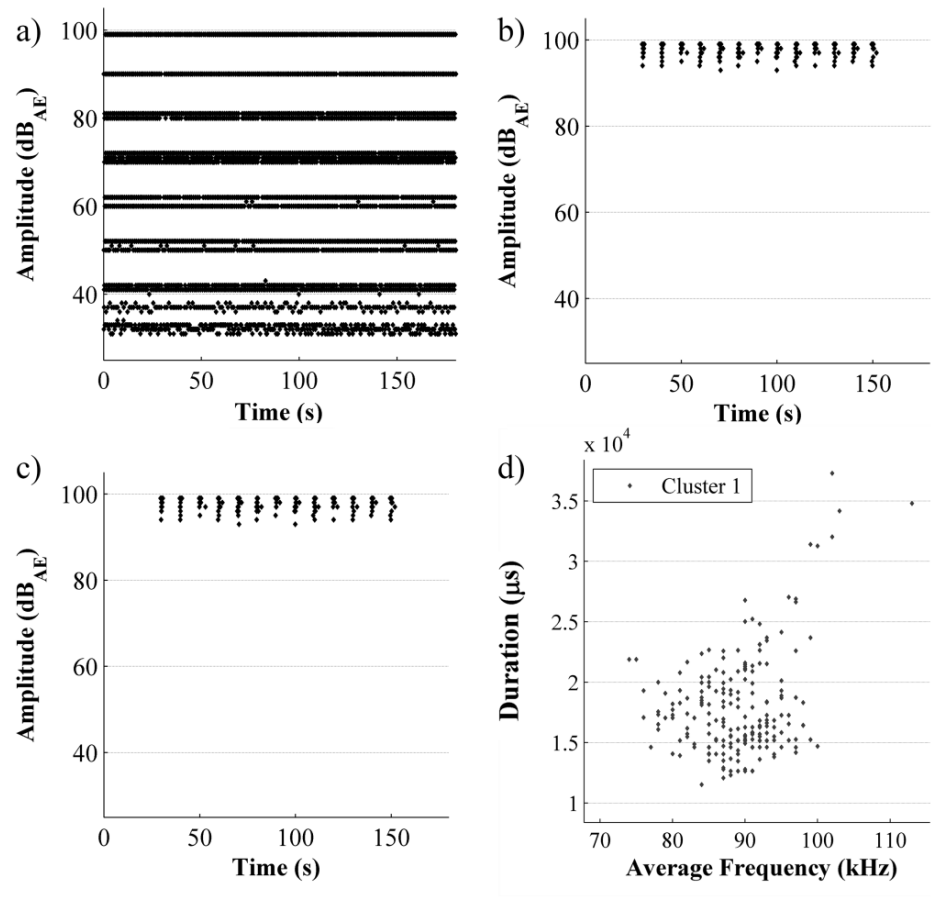 a)
100
80
60
40
Amplitude (dB_AE)
0 50 100 150
Time (s)
b)
100
80
60
40
Amplitude (dB_AE)
0 50 100 150
Time (s)
c)
100
80
60
40
Amplitude (dB_AE)
0 50 100 150
Time (s)
d)
x 10^4
Cluster 1
3.5
3
2.5
2
1.5
1
Duration (µs)
70 80 90 100 110
Average Frequency (kHz)